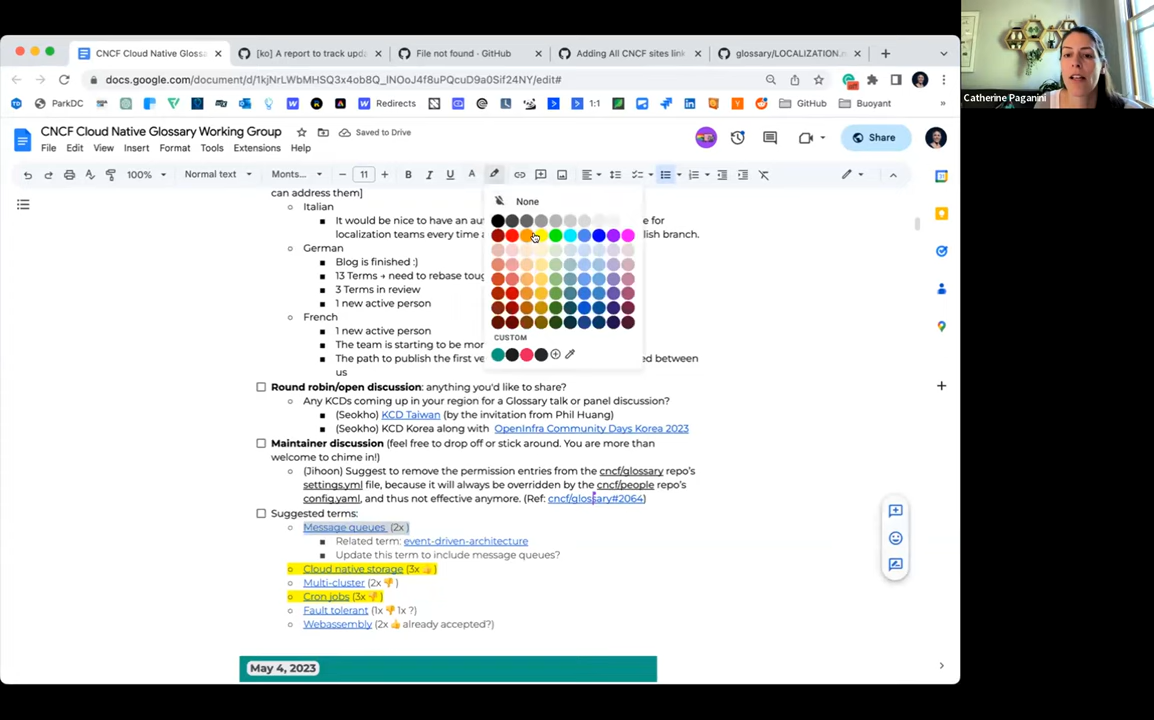 CNCF Cloud Native Glossa
[ko] A report to track upda
File not found · GitHub
Adding All CNCF sites link
glossary/LOCALIZATION.m
docs.google.com/document/d/1kjNrLWbMHSQ3x4ob8Q_lNOoJ4f8uPQcuD9a0Sif24NY/edit#
ParkDC
Redirects
1:1
GitHub
Buoyant
Catherine Paganini
CNCF Cloud Native Glossary Working Group
Saved to Drive
File Edit View Insert Format Tools Extensions Help
Share
100% Normal text Monts... 11
can address them]
Italian
It would be nice to have an au
e for
localization teams every time
lish branch.
German
Blog is finished :)
13 Terms → need to rebase toug
3 Terms in review
1 new active person
French
1 new active person
The team is starting to be mor
The path to publish the first ve
ed between
us
None
CUSTOM
Round robin/open discussion: anything you'd like to share?
Any KCDs coming up in your region for a Glossary talk or panel discussion?
(Seokho) KCD Taiwan (by the invitation from Phil Huang)
(Seokho) KCD Korea along with OpenInfra Community Days Korea 2023
Maintainer discussion (feel free to drop off or stick around. You are more
welcome to chime in!)
(Jihoon) Suggest to remove the permission entries from the cncf/glossary repo's
settings.yml file, because it will always be overridden by the cncf/people repo's
config.yaml, and thus not effective anymore. (Ref: cncf/glossary#2064)
Suggested terms:
Message queues (2x )
Related term: event-driven-architecture
Update this term to include message queues?
Cloud native storage (3x 👍)
Multi-cluster (2x 👎)
Cron jobs (3x 👎)
Fault tolerant (1x 👎 1x ?)
Webassembly (2x 👍 already accepted?)
May 4, 2023